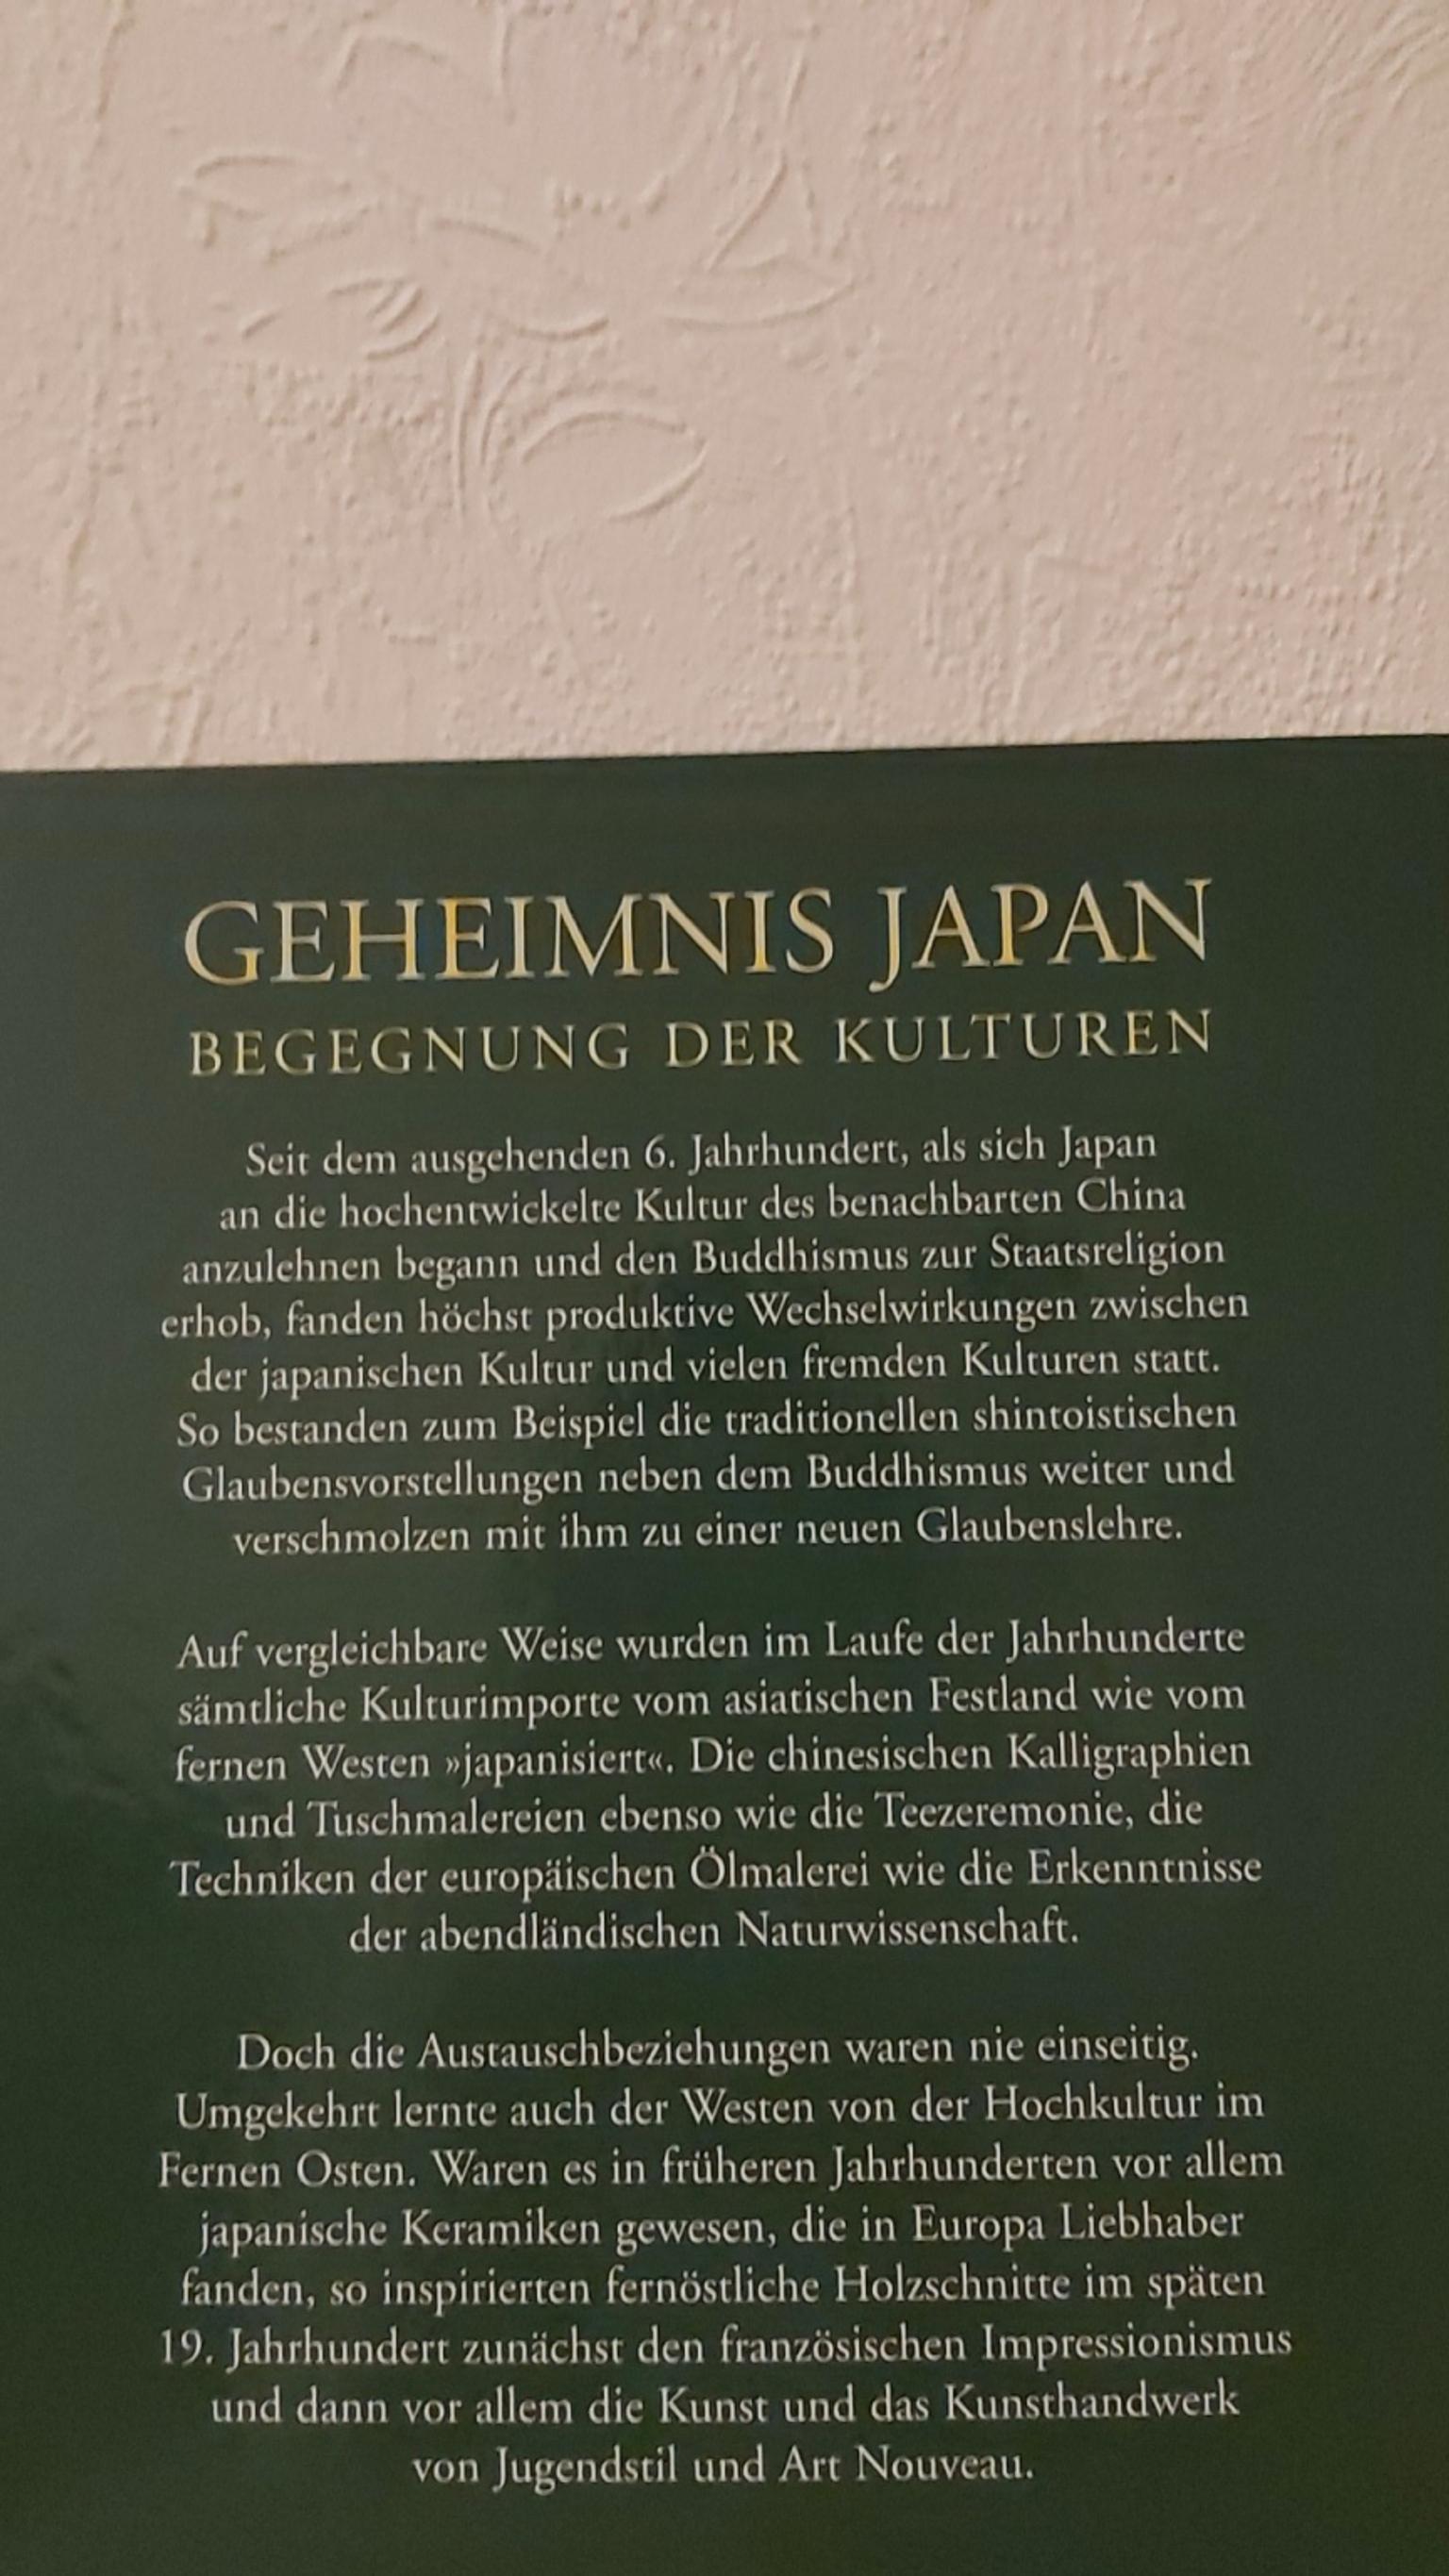 GEHEIMNIS JAPAN
BEGEGNUNG DER KULTUREN
Seit dem ausgehenden 6. Jahrhundert, als sich Japan
an die hochentwickelte Kultur des benachbarten China
anzulehnen begann und den Buddhismus zur Staatsreligion
erhob, fanden höchst produktive Wechselwirkungen zwischen
der japanischen Kultur und vielen fremden Kulturen statt.
So bestanden zum Beispiel die traditionellen shintoistischen
Glaubensvorstellungen neben dem Buddhismus weiter und
verschmolzen mit ihm zu einer neuen Glaubenslehre.
Auf vergleichbare Weise wurden im Laufe der Jahrhunderte
sämtliche Kulturimporte vom asiatischen Festland wie vom
fernen Westen »japanisiert«. Die chinesischen Kalligraphien
und Tuschmalereien ebenso wie die Teezeremonie, die
Techniken der europäischen Ölmalerei wie die Erkenntnisse
der abendländischen Naturwissenschaft.
Doch die Austauschbeziehungen waren nie einseitig.
Umgekehrt lernte auch der Westen von der Hochkultur im
Fernen Osten. Waren es in früheren Jahrhunderten vor allem
japanische Keramiken gewesen, die in Europa Liebhaber
fanden, so inspirierten fernöstliche Holzschnitte im späten
19. Jahrhundert zunächst den französischen Impressionismus
und dann vor allem die Kunst und das Kunsthandwerk
von Jugendstil und Art Nouveau.